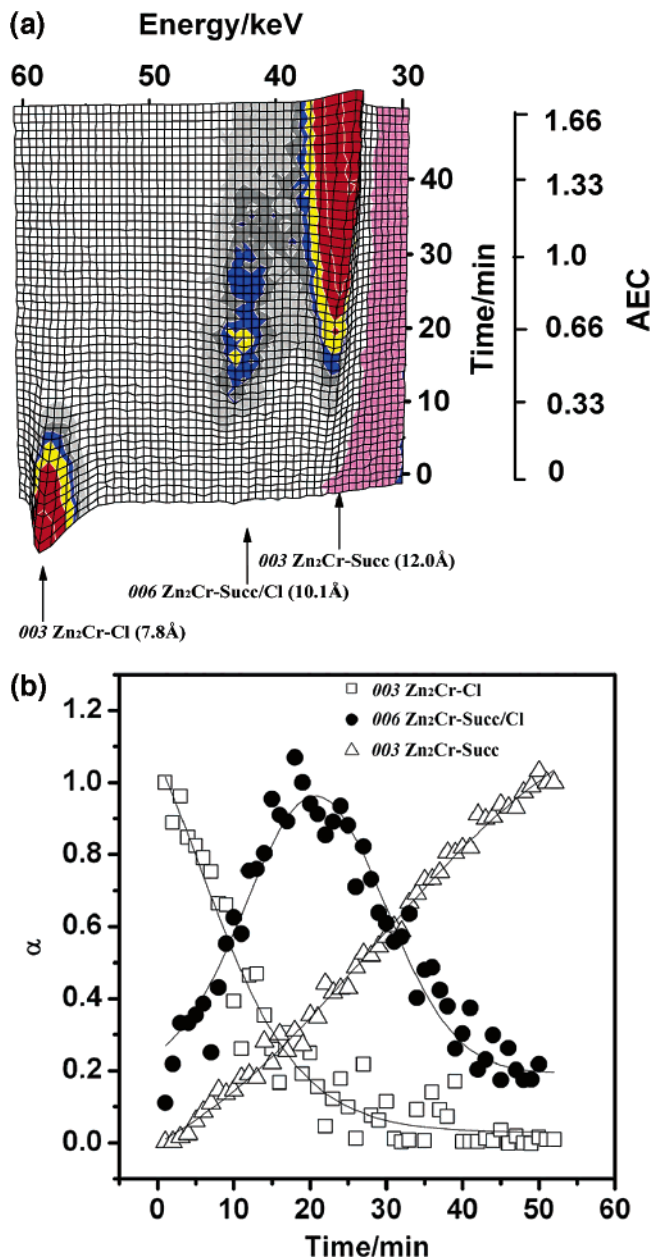 (a)
Energy/keV
60 50 40 30
1.66
40 1.33
30 1.0
20 0.66
10 0.33
0 0
Time/min
AEC
003 Zn₂Cr-Succ (12.0Å)
006 Zn₂Cr-Succ/Cl (10.1Å)
003 Zn₂Cr-Cl (7.8Å)
(b)
003 Zn₂Cr-Cl
006 Zn₂Cr-Succ/Cl
003 Zn₂Cr-Succ
1.2
1.0
0.8
0.6
0.4
0.2
0.0
α
0 10 20 30 40 50 60
Time/min